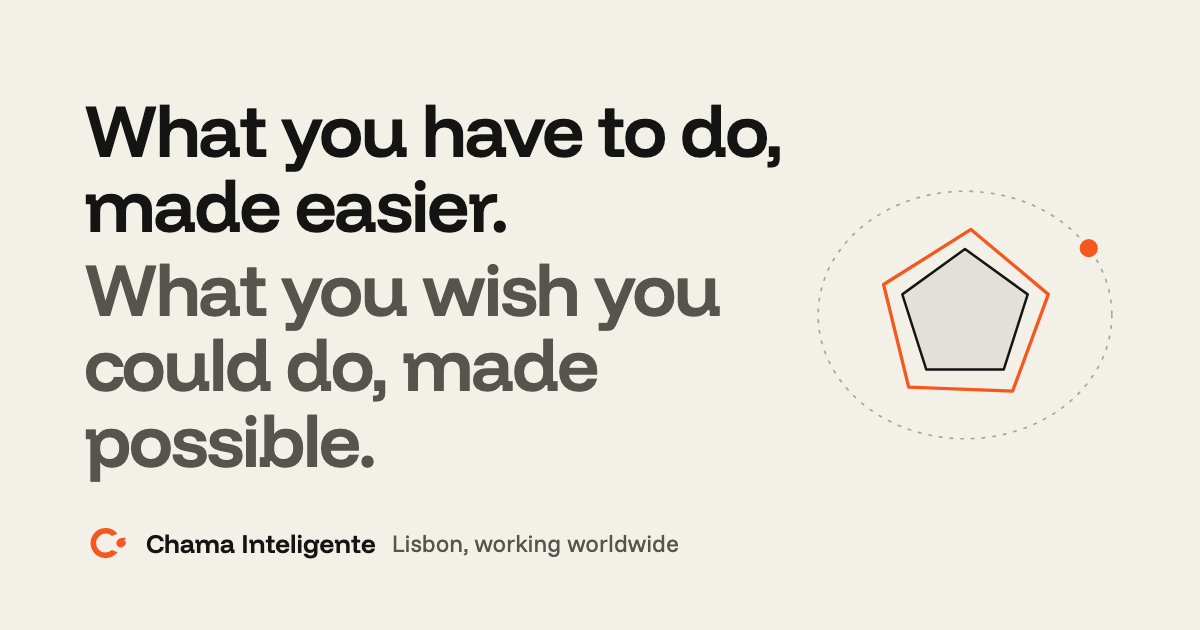 What you have to do,
made easier.
What you wish you
could do, made
possible.
Chama Inteligente Lisbon, working worldwide